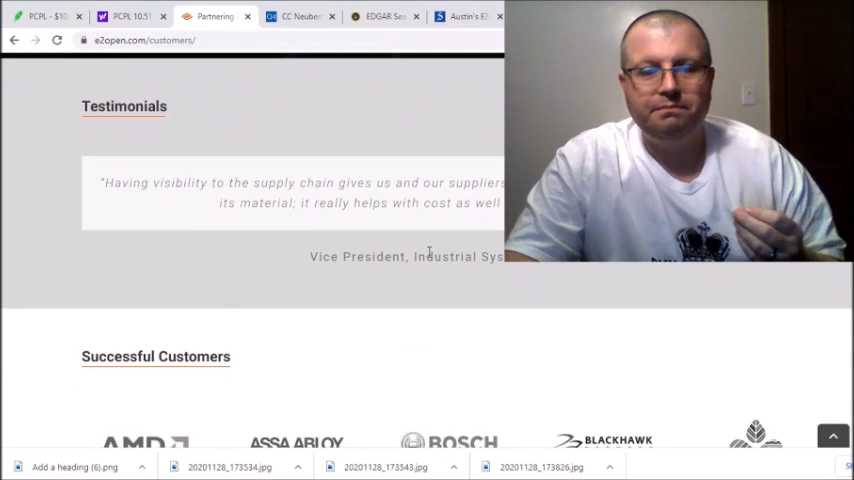 PCPL - $10.
PCPL 10.51
Partnering
CC Neuber
EDGAR Sea
Austin's E2
e2open.com/customers/
Testimonials
"Having visibility to the supply chain gives us and our suppliers
its material; it really helps with cost as well
Vice President, Industrial Sys
Successful Customers
AMD
ASSA ABLOY
BOSCH
BLACKHAWK
Add a heading (6).png
20201128_173534.jpg
20201128_173543.jpg
20201128_173826.jpg